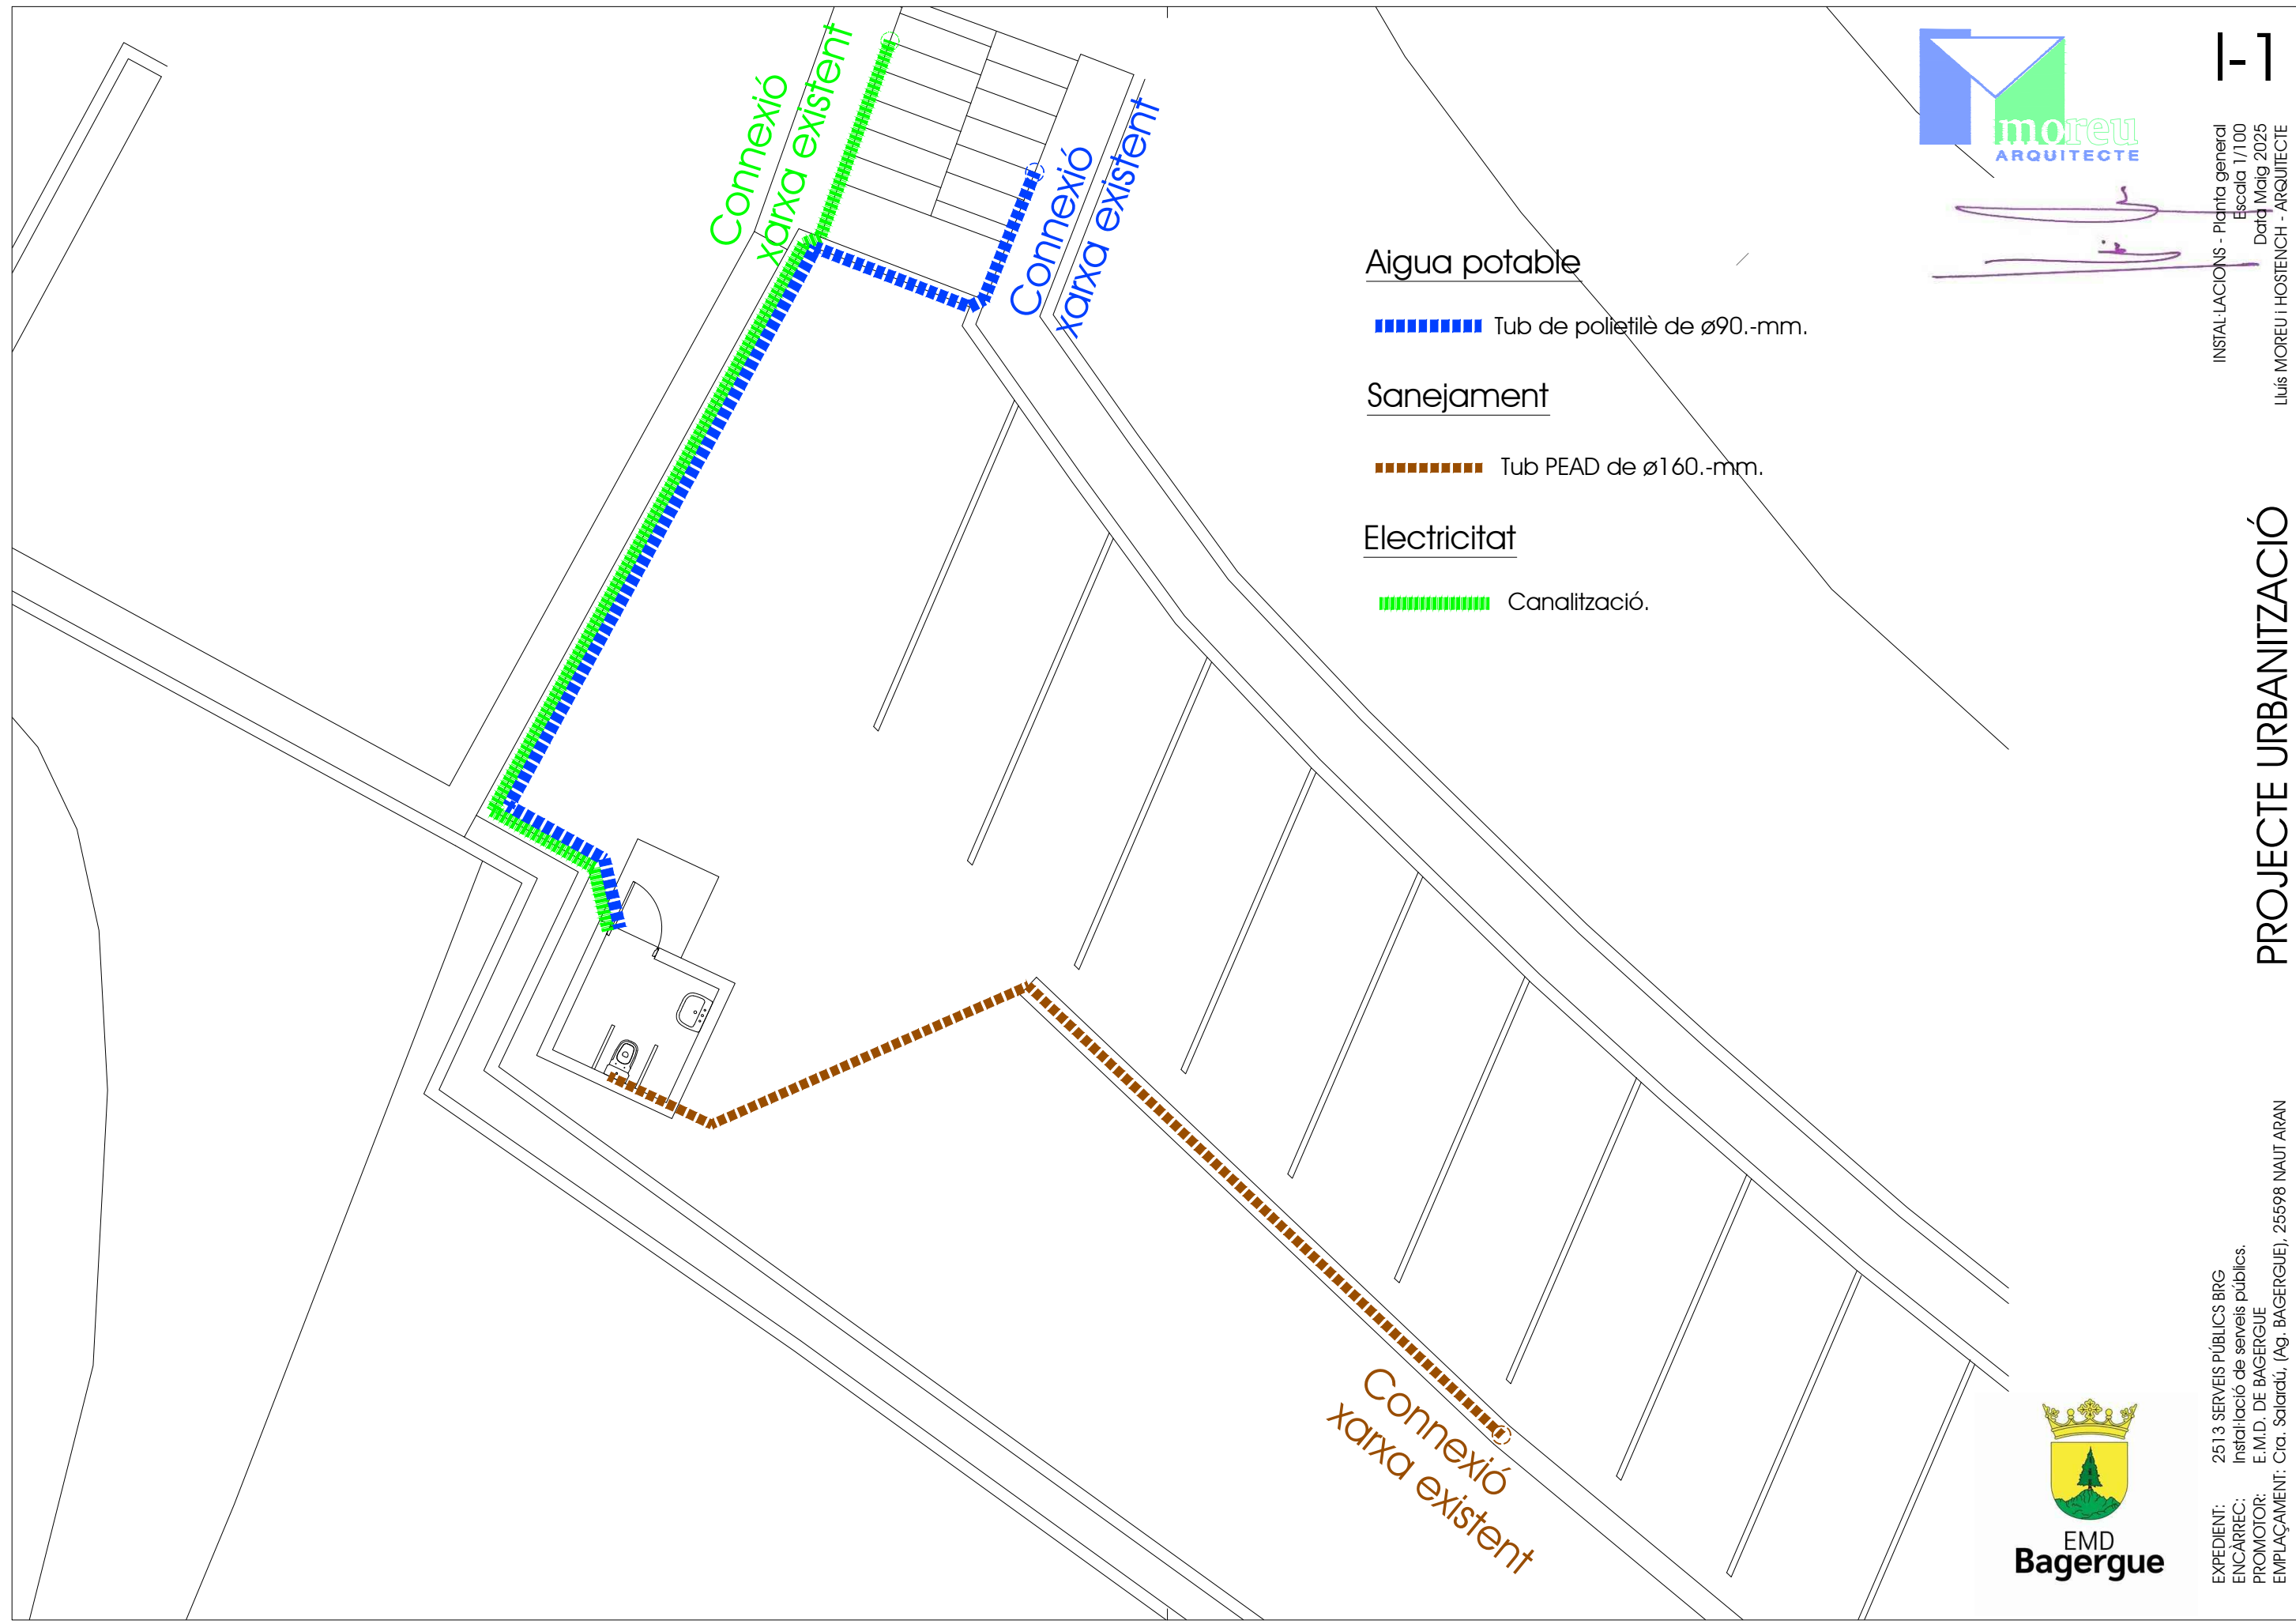 Connexió
xarxa existent
Connexió
xarxa existent
Aigua potable
Tub de polietilè de ø90.-mm.
Sanejament
Tub PEAD de ø160.-mm.
Electricitat
Canalització.
Connexió
xarxa existent
moreu
ARQUITECTE
I-1
INSTAL·LACIONS - Planta general
Escala 1/100
Data Maig 2025
Lluís MOREU i HOSTENCH - ARQUITECTE
PROJECTE URBANITZACIÓ
EXPEDIENT: 2513 SERVEIS PÚBLICS BRG
ENCÀRREC: Instal·lació de serveis públics.
PROMOTOR: E.M.D. DE BAGERGUE
EMPLAÇAMENT: Cra. Salardú, (Ag. BAGERGUE), 25598 NAUT ARAN
EMD
Bagergue